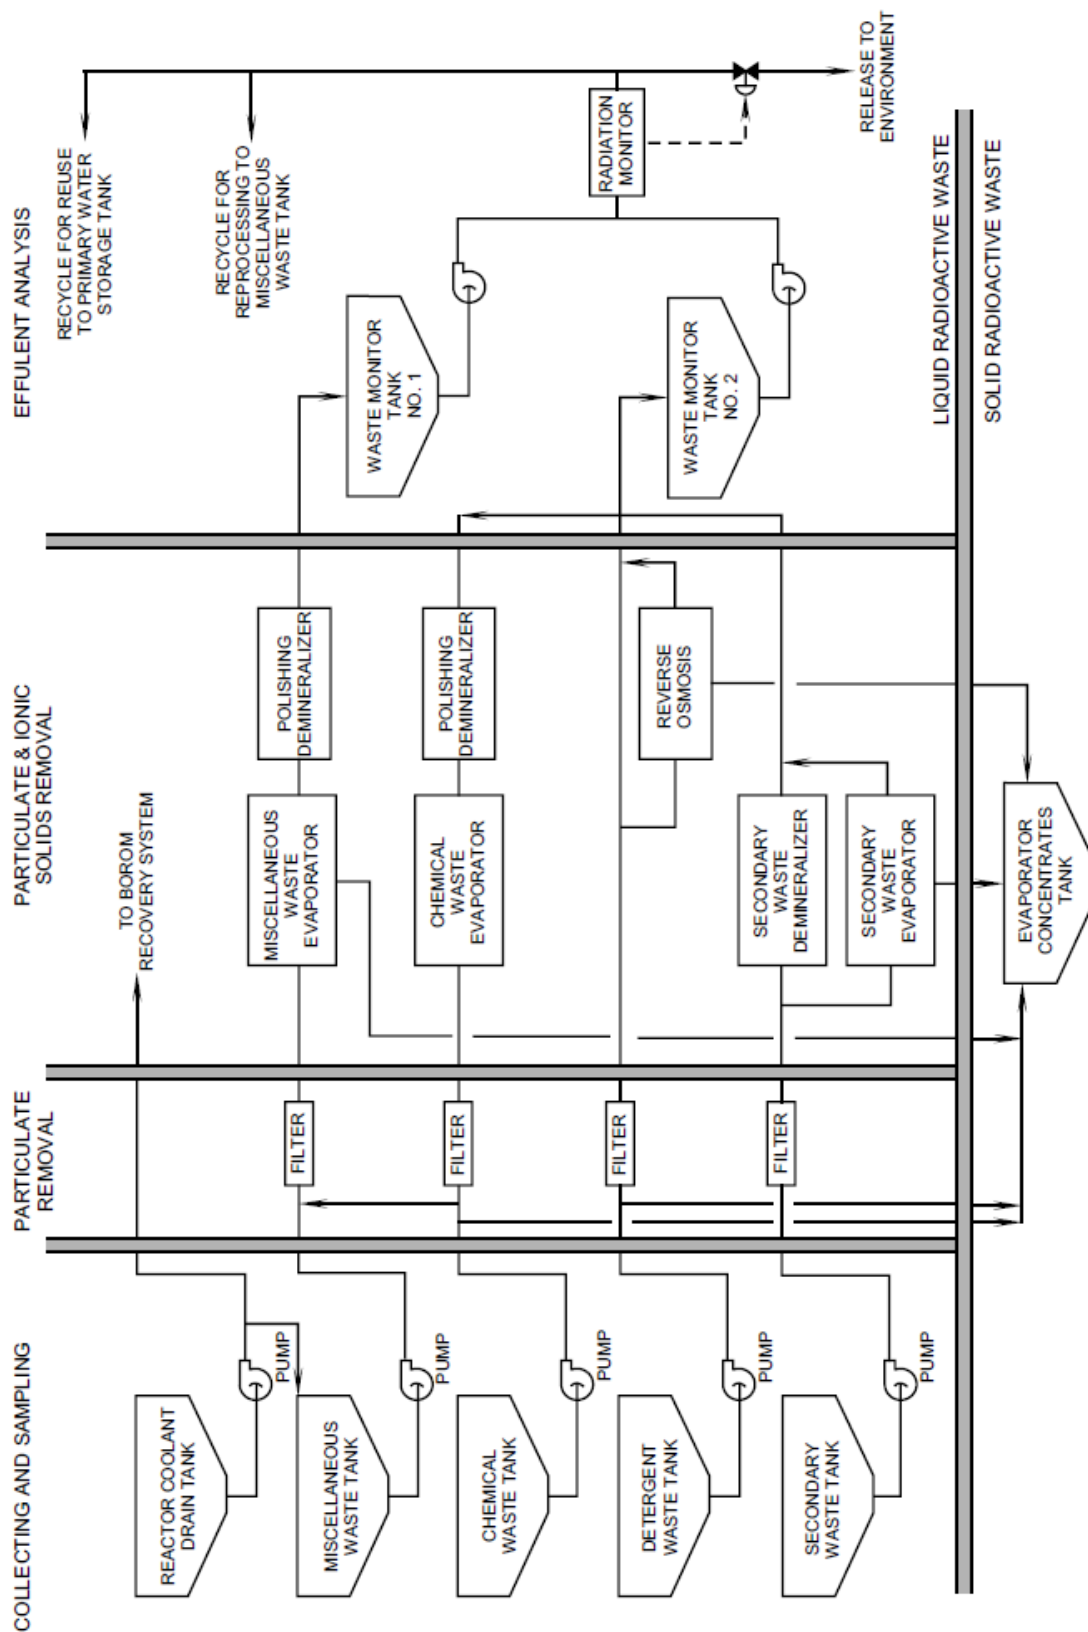 COLLECTING AND SAMPLING
PARTICULATE
REMOVAL
PARTICULATE & IONIC
SOLIDS REMOVAL
EFFULENT ANALYSIS
REACTOR COOLANT
DRAIN TANK
PUMP
TO BOROM
RECOVERY SYSTEM
RECYCLE FOR REUSE
TO PRIMARY WATER
STORAGE TANK
MISCELLANEOUS
WASTE TANK
PUMP
FILTER
MISCELLANEOUS
WASTE
EVAPORATOR
POLISHING
DEMINERALIZER
RECYCLE FOR
REPROCESSING TO
MISCELLANEOUS
WASTE TANK
WASTE MONITOR
TANK
NO. 1
CHEMICAL
WASTE TANK
PUMP
FILTER
CHEMICAL
WASTE
EVAPORATOR
POLISHING
DEMINERALIZER
DETERGENT
WASTE TANK
PUMP
FILTER
REVERSE
OSMOSIS
WASTE MONITOR
TANK
NO. 2
RADIATION
MONITOR
SECONDARY
WASTE TANK
PUMP
FILTER
SECONDARY
WASTE
DEMINERALIZER
SECONDARY
WASTE
EVAPORATOR
RELEASE TO
ENVIRONMENT
LIQUID RADIOACTIVE WASTE
SOLID RADIOACTIVE WASTE
EVAPORATOR
CONCENTRATES
TANK